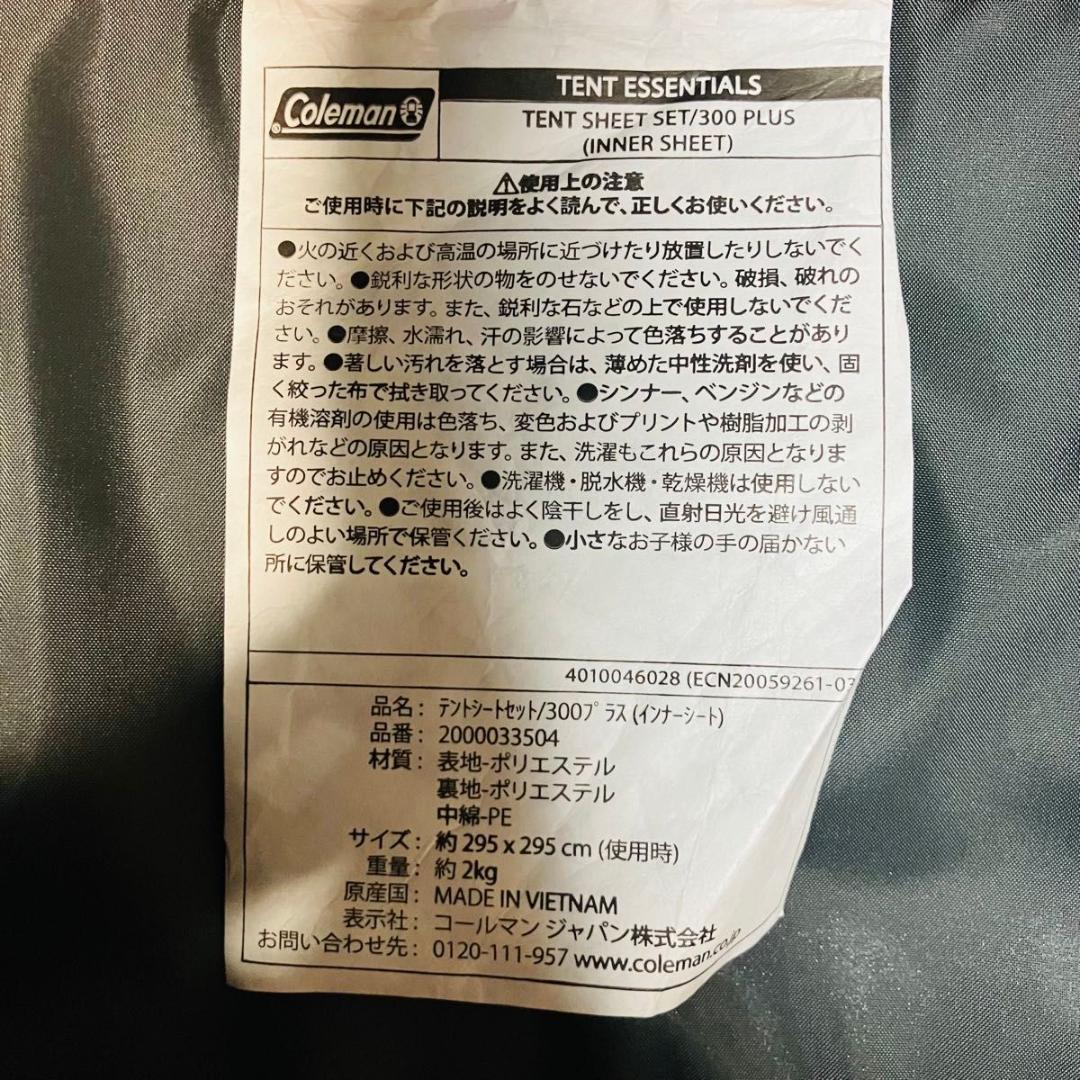 Coleman
TENT ESSENTIALS
TENT SHEET SET/300 PLUS
(INNER SHEET)
⚠使用上の注意
ご使用時に下記の説明をよく読んで、正しくお使いください。
●火の近くおよび高温の場所に近づけたり放置したりしないでく
ださい。●鋭利な形状の物をのせないでください。破損、破れの
おそれがあります。また、鋭利な石などの上で使用しないでくだ
さい。●摩擦、水濡れ、汗の影響によって色落ちすることがあり
ます。●著しい汚れを落とす場合は、薄めた中性洗剤を使い、固
く絞った布で拭き取ってください。●シンナー、ベンジンなどの
有機溶剤の使用は色落ち、変色およびプリントや樹脂加工の剥
がれなどの原因となります。また、洗濯もこれらの原因となりま
すのでお止めください。●洗濯機・脱水機・乾燥機は使用しない
でください。●ご使用後はよく陰干しをし、直射日光を避け風通
しのよい場所で保管ください。●小さなお子様の手の届かない
所に保管してください。
4010046028 (ECN20059261-03
品名： ﾃﾝﾄｼｰﾄｾｯﾄ/300ﾌﾟﾗｽ (ｲﾝﾅｰｼｰﾄ)
品番： 2000033504
材質： 表地-ポリエステル
裏地-ポリエステル
中綿-PE
サイズ： 約 295 x 295 cm (使用時)
重量： 約 2kg
原産国： MADE IN VIETNAM
表示社： コールマン ジャパン株式会社
お問い合わせ先： 0120-111-957 www.coleman.co.jp